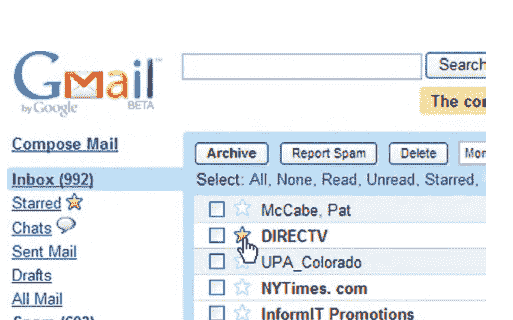 Gmail
by Google BETA
Search
The co
Compose Mail
Archive Report Spam Delete Mor
Inbox (992)
Select: All, None, Read, Unread, Starred,
Starred
McCabe, Pat
Chats
DIRECTV
Sent Mail
UPA_Colorado
Drafts
NYTimes. com
All Mail
InformIT Promotions